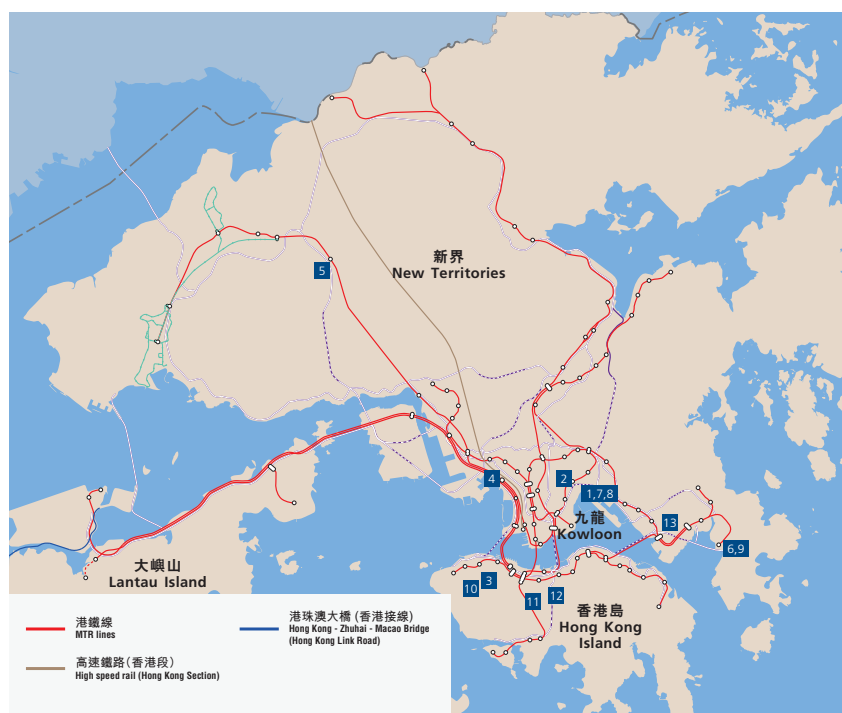 新界
New Territories
5
4
2
1,7,8
九龍
Kowloon
13
6,9
大嶼山
Lantau Island
10
3
11
12
香港島
Hong Kong
Island
港鐵線
MTR lines
港珠澳大橋 (香港接線)
Hong Kong - Zhuhai - Macao Bridge
(Hong Kong Link Road)
高速鐵路(香港段)
High speed rail (Hong Kong Section)